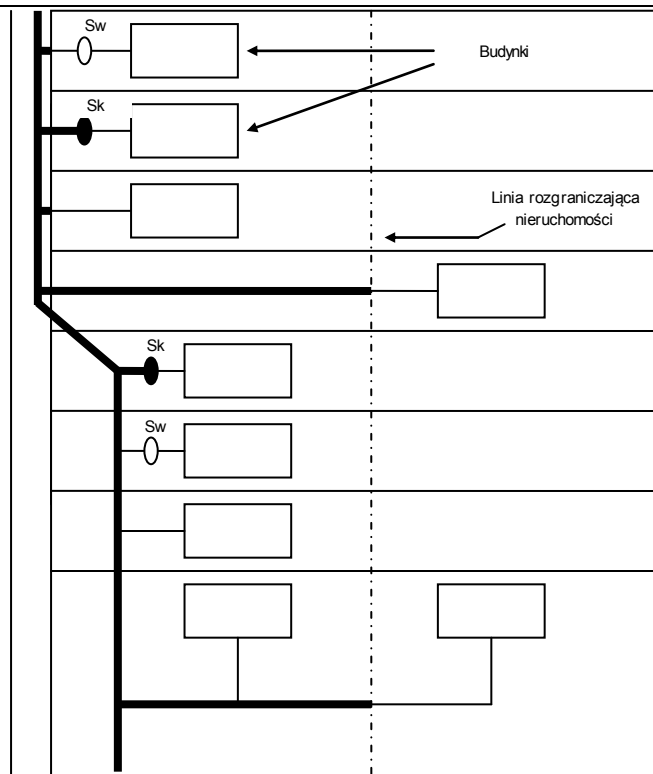 Sw
Budynki
Sk
Linia rozgraniczająca
nieruchomości
Sk
Sw